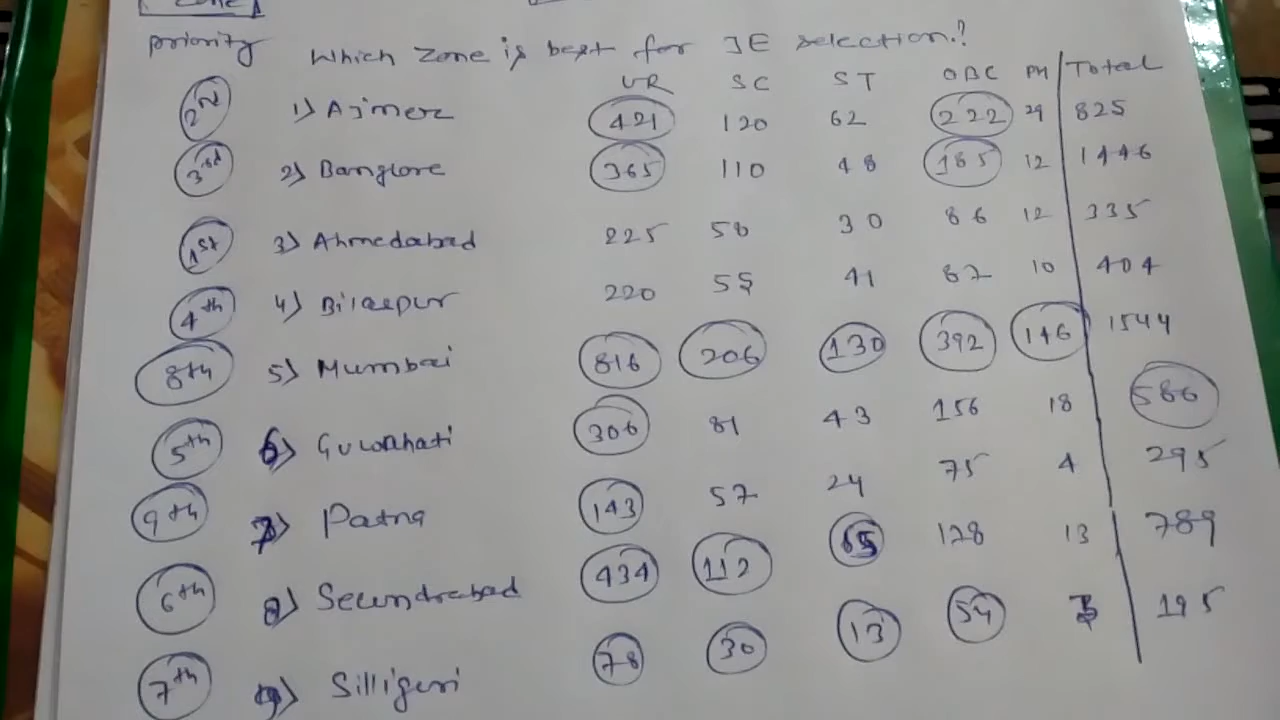 Zone
priority Which Zone is best for JE selection.?
UR SC ST OBC PH Total
2nd 1) Ajmer 421 120 62 222 29 825
3rd 2) Banglore 365 110 48 185 12 1446
1st 3) Ahmedabad 225 58 30 86 12 335
4th 4) Bilaspur 220 55 41 87 10 404
8th 5) Mumbai 816 206 130 392 146 1544
5th 6) Guwahati 306 81 43 156 18 586
9th 7) Patna 143 57 24 75 4 295
6th 8) Secundrabad 434 112 65 178 13 789
7th 9) Silliguri 78 30 13 54 195